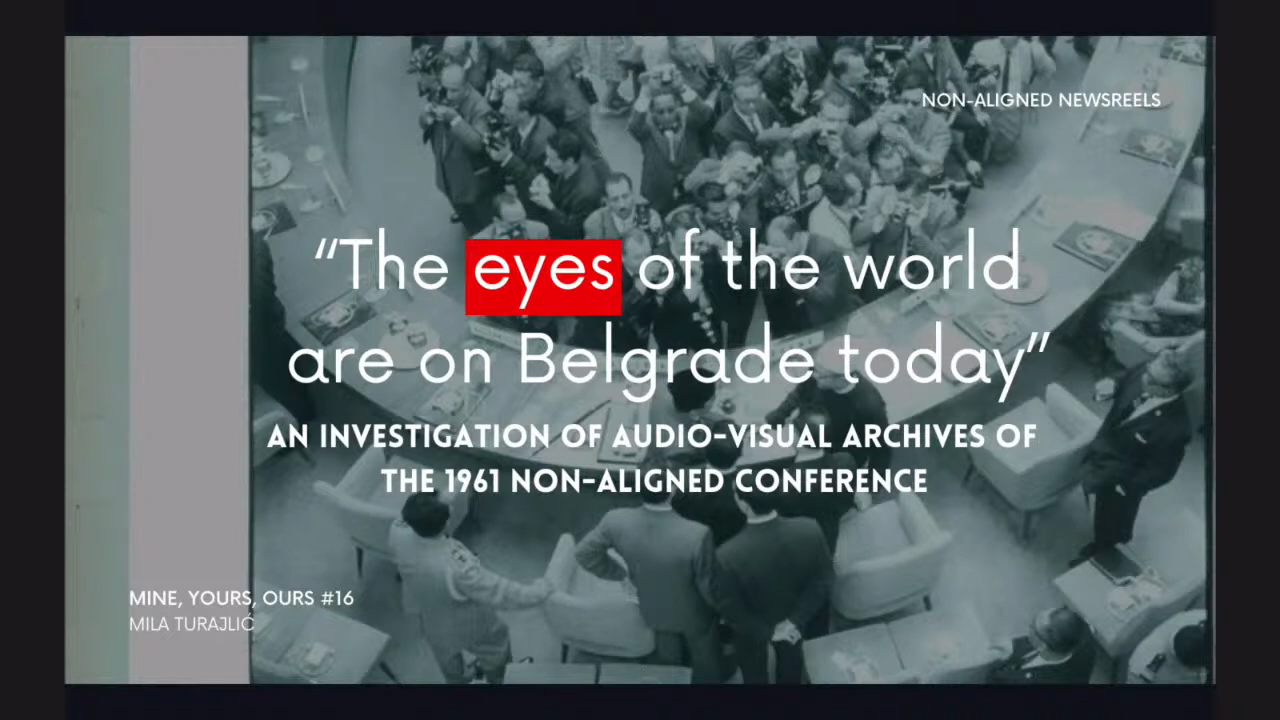 NON-ALIGNED NEWSREELS
“The eyes of the world
are on Belgrade today”
AN INVESTIGATION OF AUDIO-VISUAL ARCHIVES OF
THE 1961 NON-ALIGNED CONFERENCE
MINE, YOURS, OURS #16
MILA TURAJLIĆ